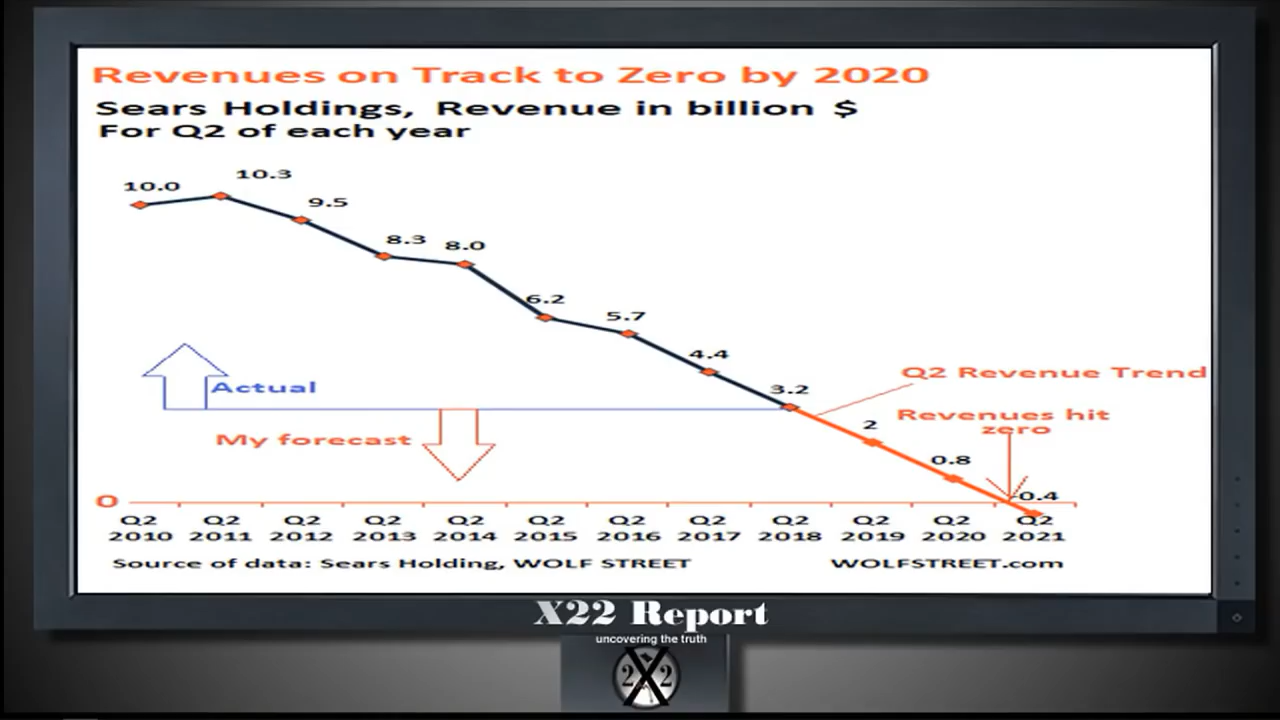 Revenues on Track to Zero by 2020
Sears Holdings, Revenue in billion $
For Q2 of each year
10.0
10.3
9.5
8.3
8.0
6.2
5.7
4.4
3.2
2
0.8
-0.4
Actual
My forecast
Q2 Revenue Trend
Revenues hit
zero
0
Q2 Q2 Q2 Q2 Q2 Q2 Q2 Q2 Q2 Q2 Q2 Q2
2010 2011 2012 2013 2014 2015 2016 2017 2018 2019 2020 2021
Source of data: Sears Holding, WOLF STREET WOLFSTREET.com
X22 Report
uncovering the truth
X22